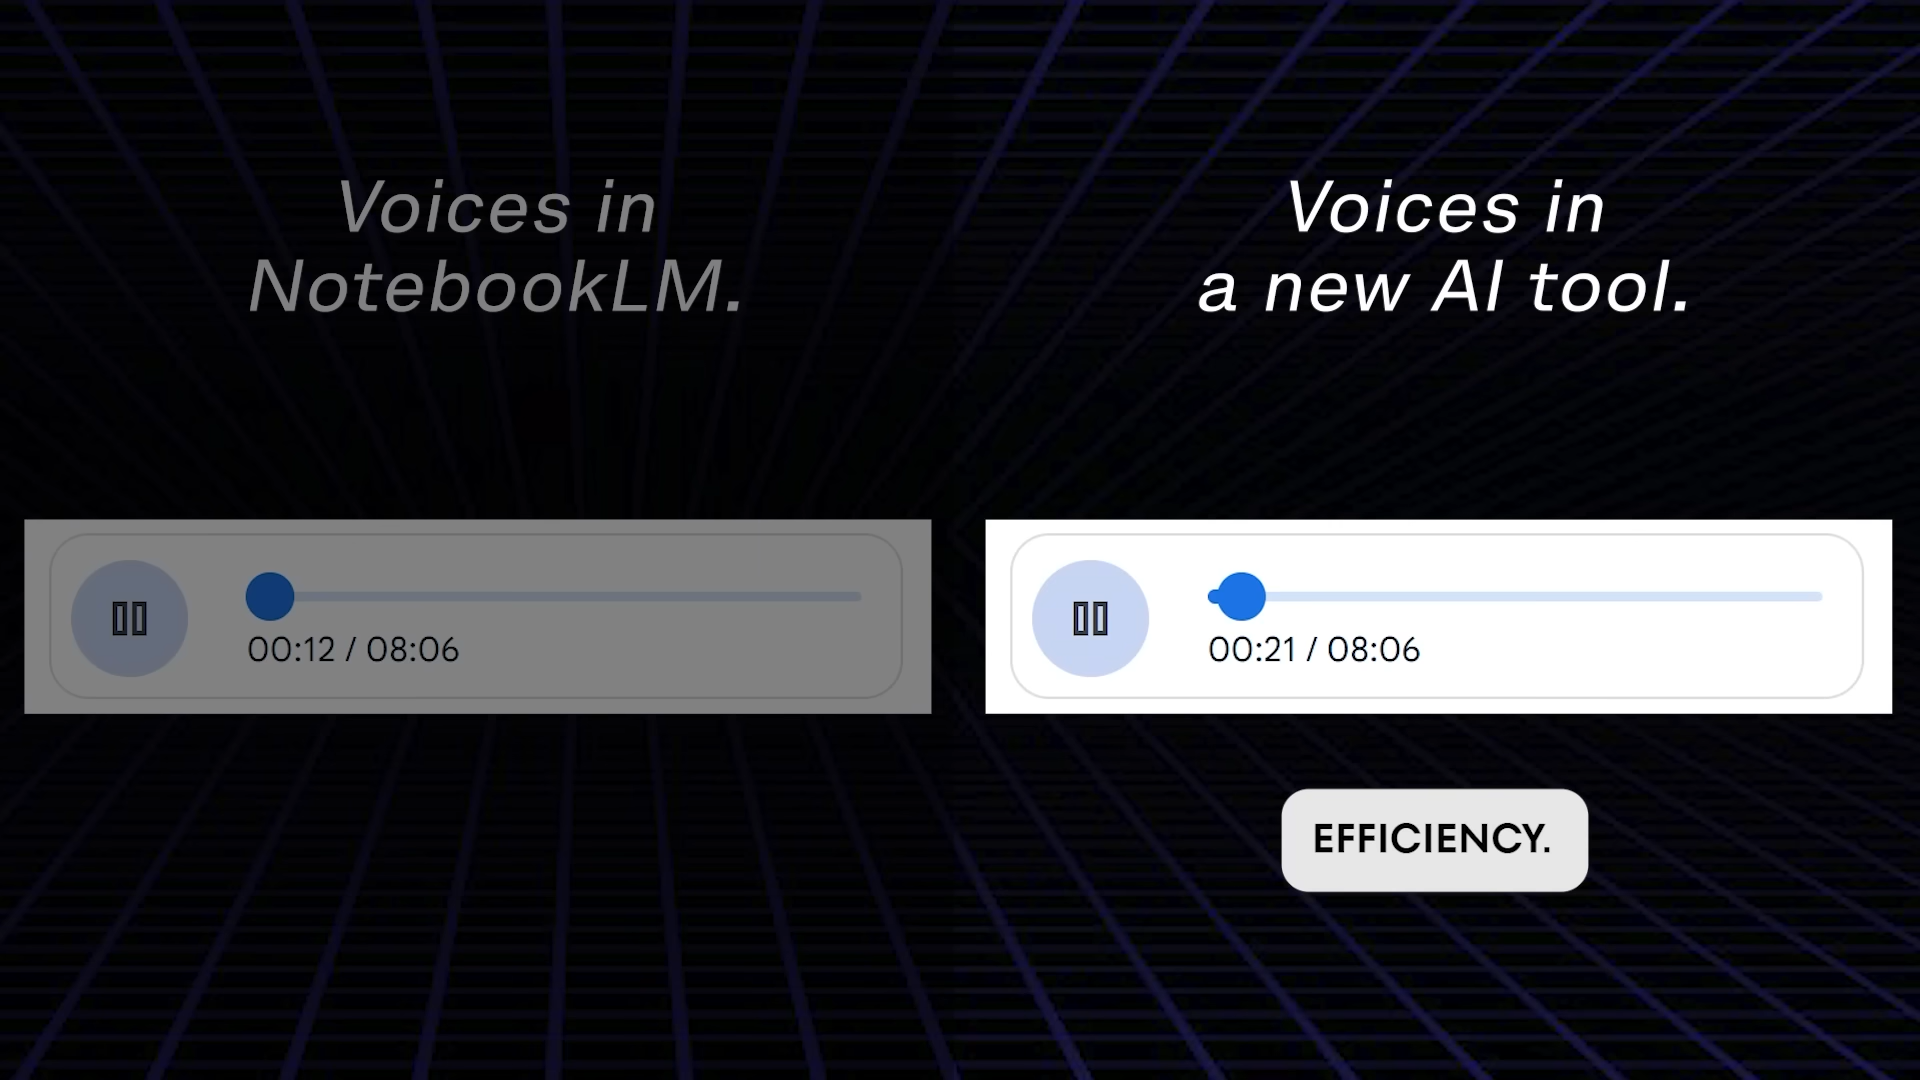 Voices in
NotebookLM.
00:12 / 08:06
Voices in
a new AI tool.
00:21 / 08:06
EFFICIENCY.